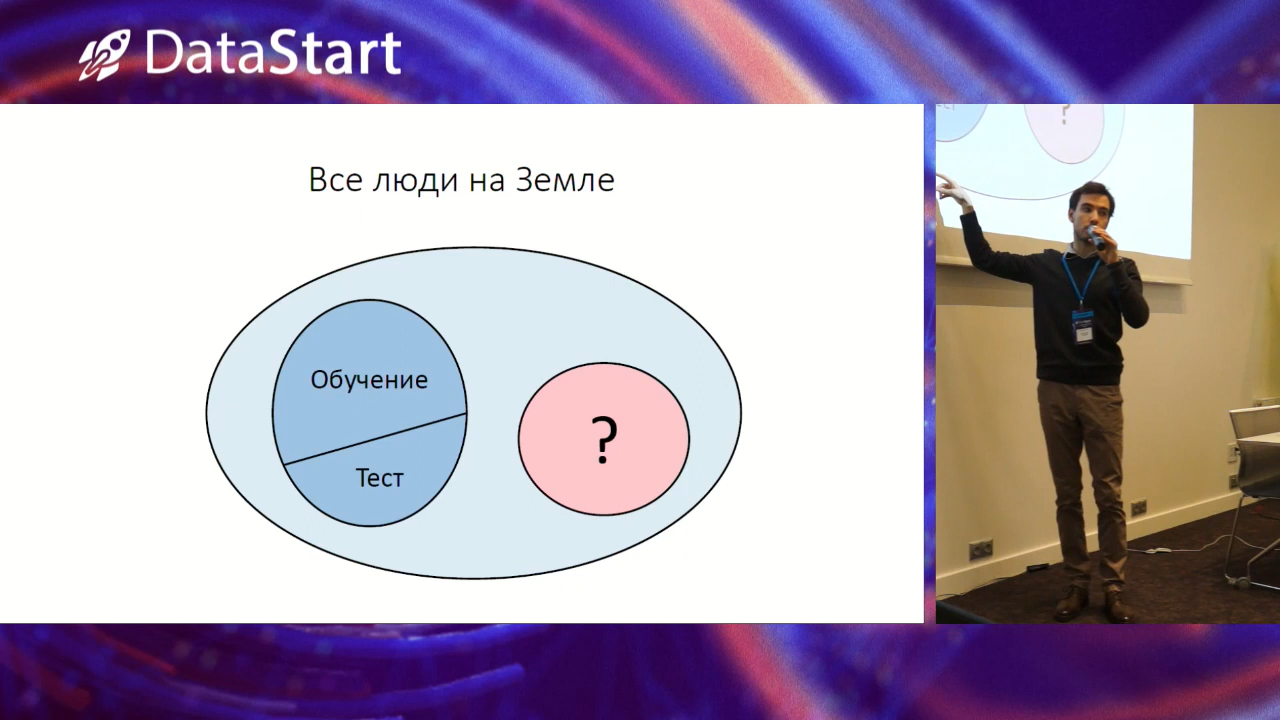 DataStart
Все люди на Земле
Обучение
Тест
?
?